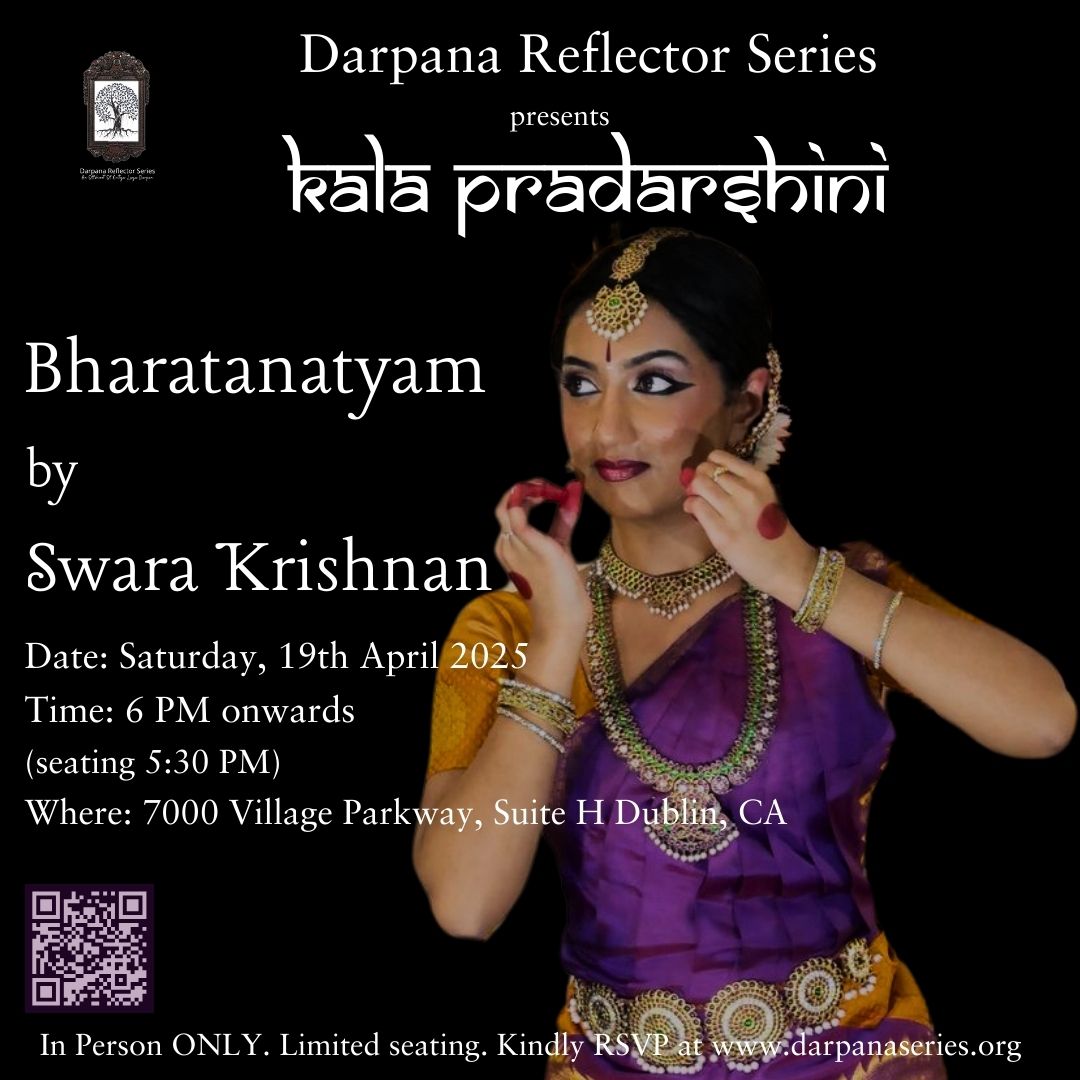 Darpana Reflector Series
presents
kala pradarshini
Darpana Reflector Series
Bharatanatyam
by
Swara Krishnan
Date: Saturday, 19th April 2025
Time: 6 PM onwards
(seating 5:30 PM)
Where: 7000 Village Parkway, Suite H Dublin, CA
In Person ONLY. Limited seating. Kindly RSVP at www.darpanaseries.org